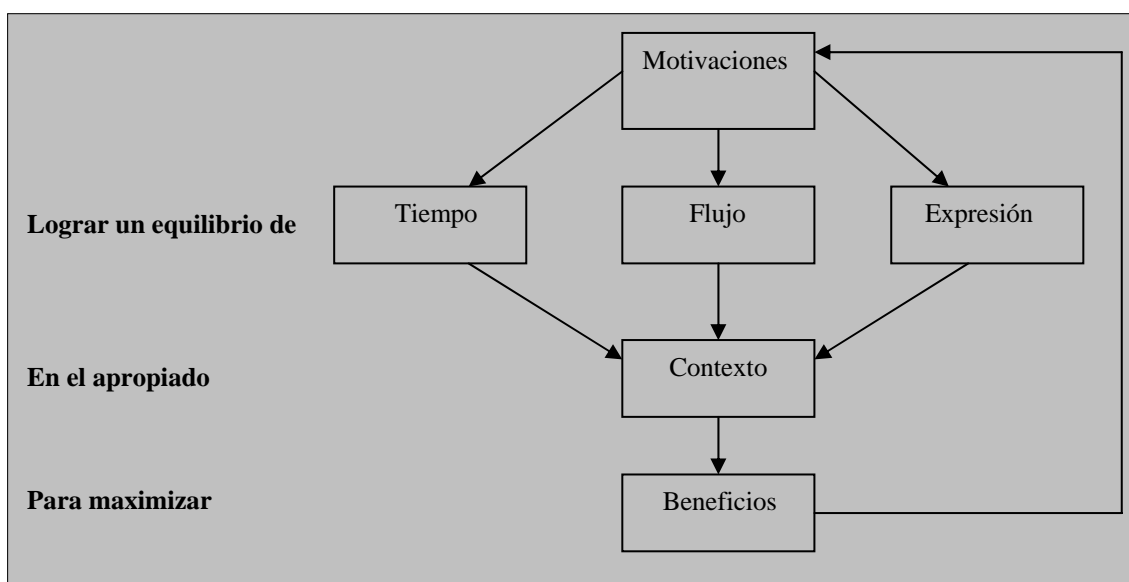 Motivaciones
Lograr un equilibrio de
Tiempo
Flujo
Expresión
En el apropiado
Contexto
Para maximizar
Beneficios